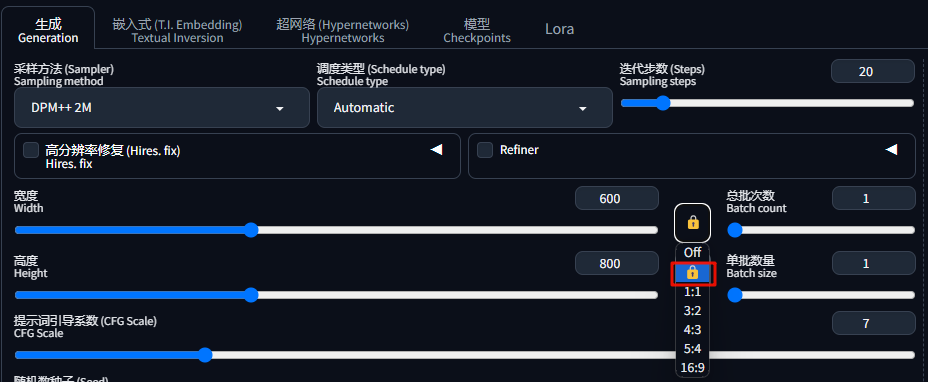 生成
Generation
嵌入式 (T.I. Embedding)
Textual Inversion
超网络 (Hypernetworks)
Hypernetworks
模型
Checkpoints
Lora
采样方法 (Sampler)
Sampling method
DPM++ 2M
调度类型 (Schedule type)
Schedule type
Automatic
迭代步数 (Steps)
Sampling steps
20
高分辨率修复 (Hires. fix)
Hires. fix
Refiner
宽度
Width
600
总批次数
Batch count
1
高度
Height
800
Off
1:1
3:2
4:3
5:4
16:9
单批数量
Batch size
1
提示词引导系数 (CFG Scale)
CFG Scale
7
随机数种子 (Seed)